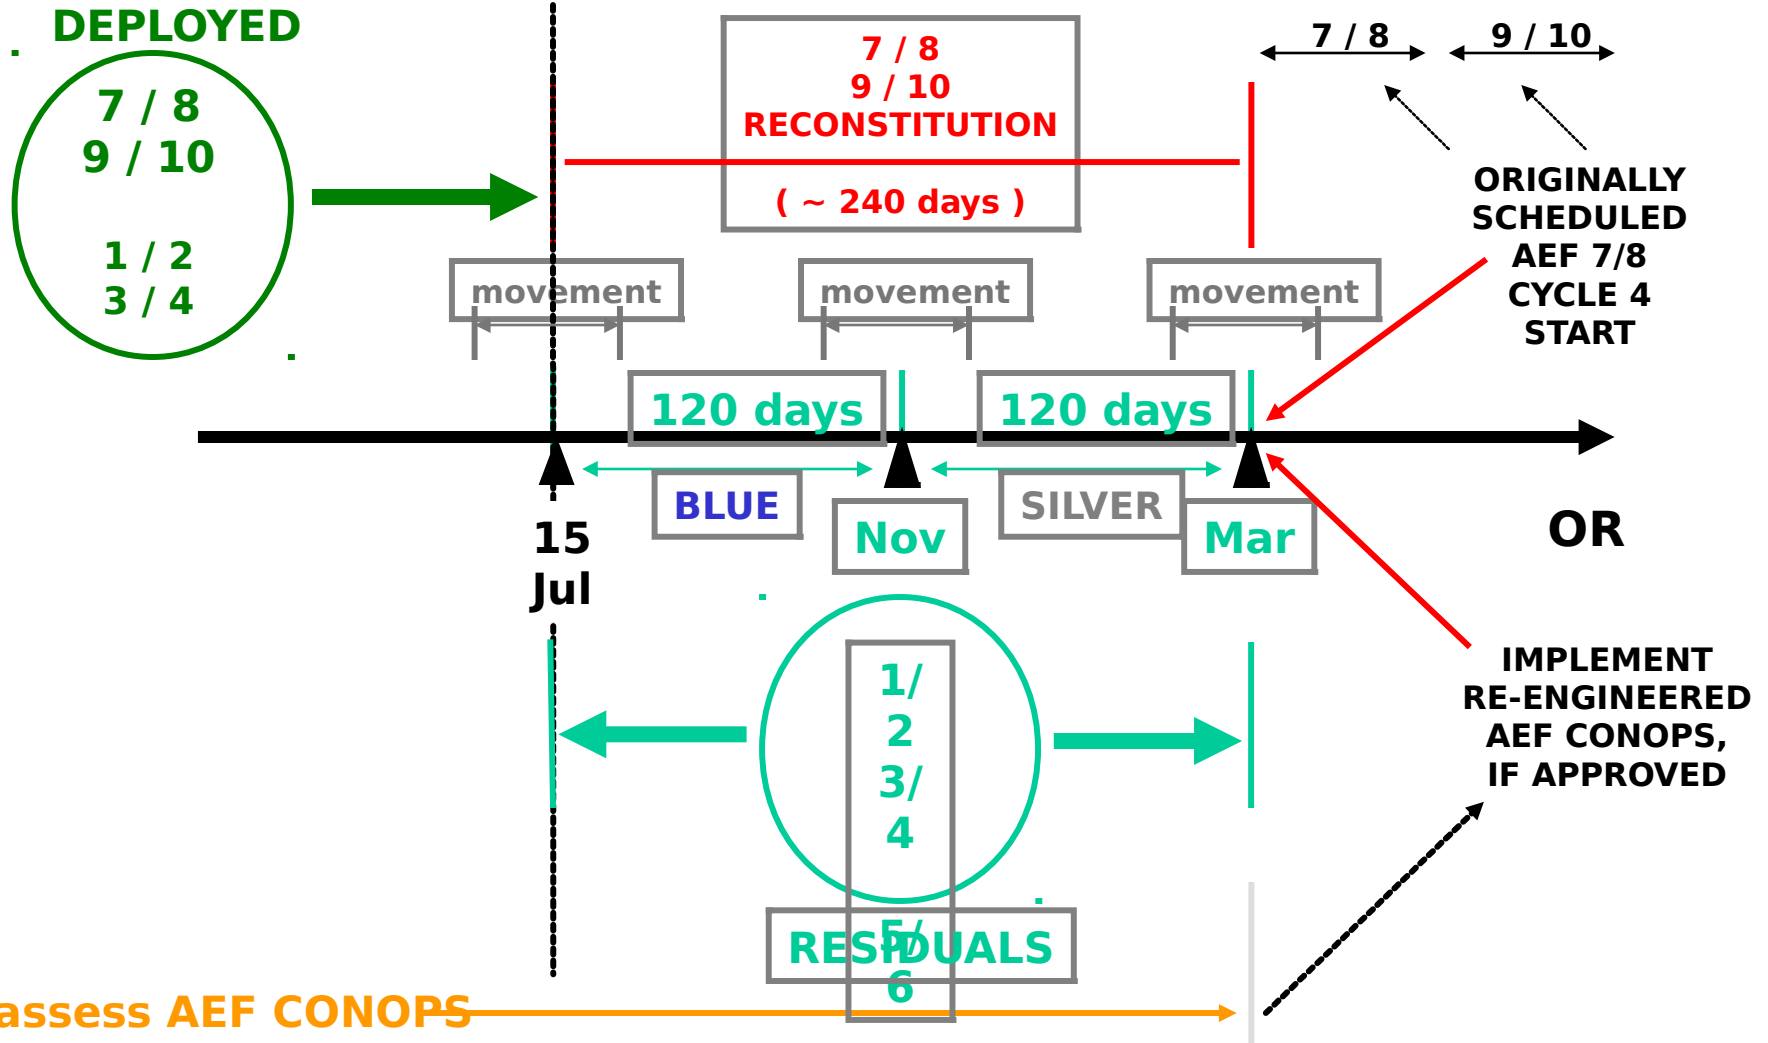 DEPLOYED
7 / 8
9 / 10
1 / 2
3 / 4
7 / 8
9 / 10
RECONSTITUTION
( ~ 240 days )
7 / 8
9 / 10
ORIGINALLY
SCHEDULED
AEF 7/8
CYCLE 4
START
movement
movement
movement
120 days
120 days
BLUE
SILVER
15
Jul
Nov
Mar
OR
1/
2
3/
4
5/
6
RESIDUALS
IMPLEMENT
RE-ENGINEERED
AEF CONOPS,
IF APPROVED
assess AEF CONOPS